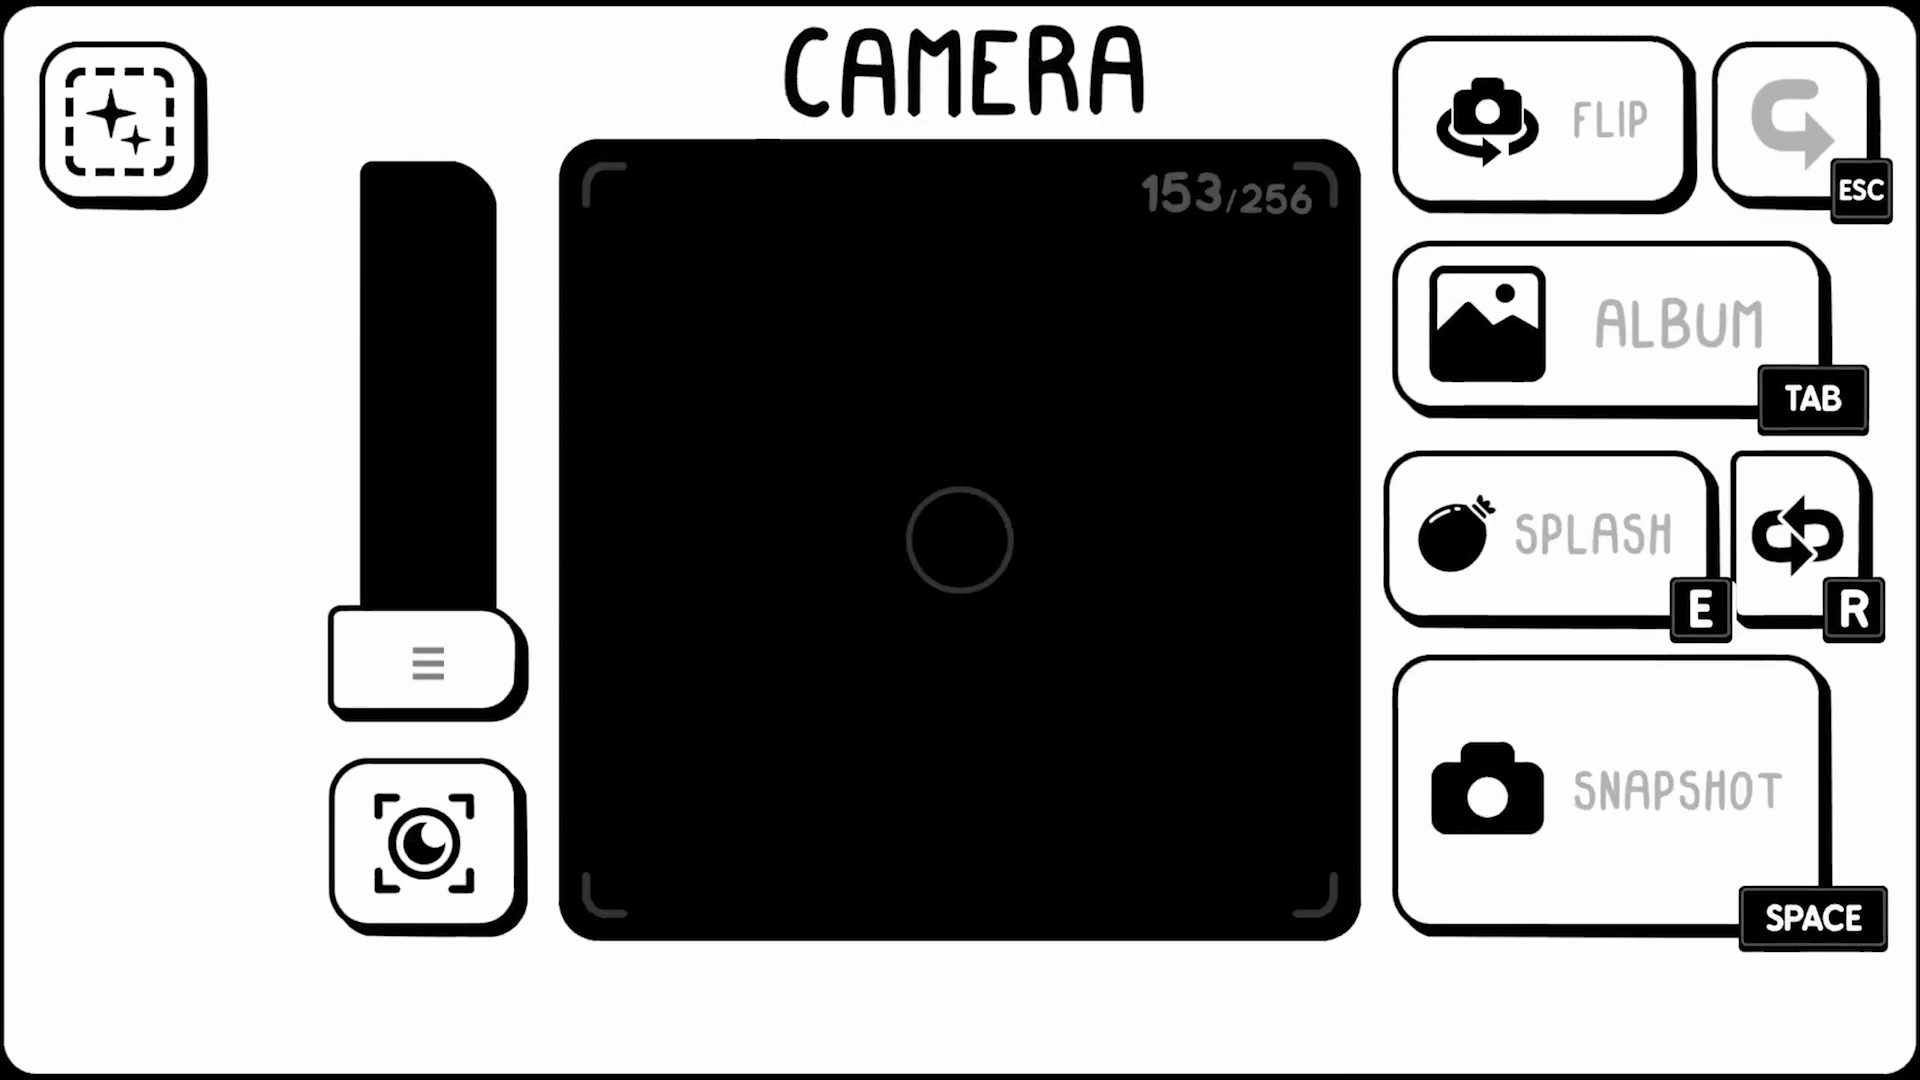 CAMERA
153/256
FLIP
ESC
ALBUM
TAB
SPLASH
E
R
SNAPSHOT
SPACE